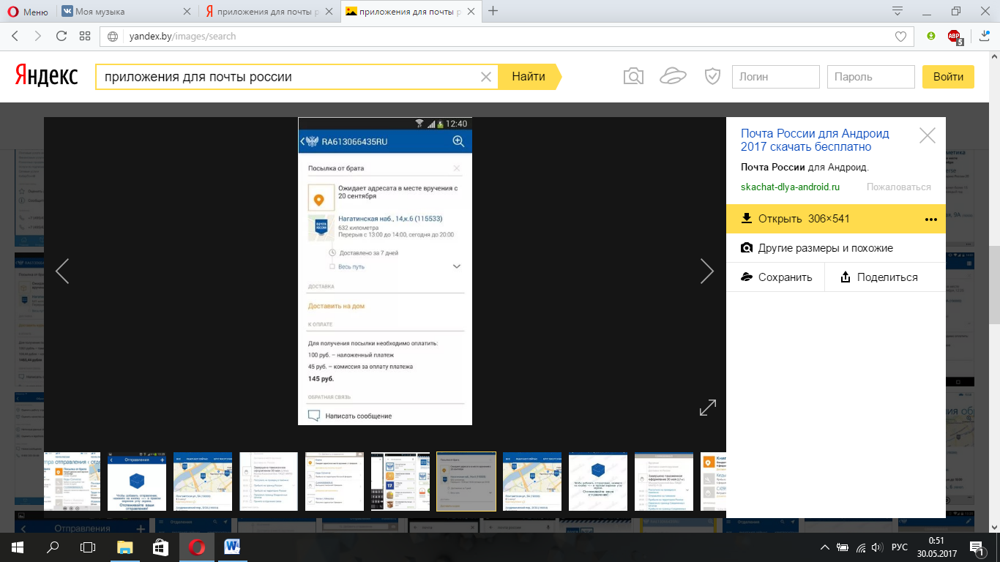 Меню
Моя музыка
приложения для почты р
приложения для почты р
yandex.by/images/search
5
Яндекс
приложения для почты россии
Найти
Логин
Пароль
Войти
12:40
RA613066435RU
Посылка от брата
Ожидает адресата в месте вручения с
20 сентября
ПОЧТА
РОССИИ
Нагатинская наб., 14,к.6 (115533)
632 километра
Перерыв с 13:00 до 14:00, сегодня до 20:00
Доставлено за 7 дней
Весь путь
ДОСТАВКА
Доставить на дом
К ОПЛАТЕ
Для получения посылки необходимо оплатить:
100 руб. – наложенный платеж
45 руб. – комиссия за оплату платежа
145 руб.
ОБРАТНАЯ СВЯЗЬ
Написать сообщение
Почта России для Андроид
2017 скачать бесплатно
Почта России для Андроид.
skachat-dlya-android.ru
Пожаловаться
Открыть 306×541
Другие размеры и похожие
Сохранить
Поделиться
Отправления
Отправления
РУС
0:51
30.05.2017
1